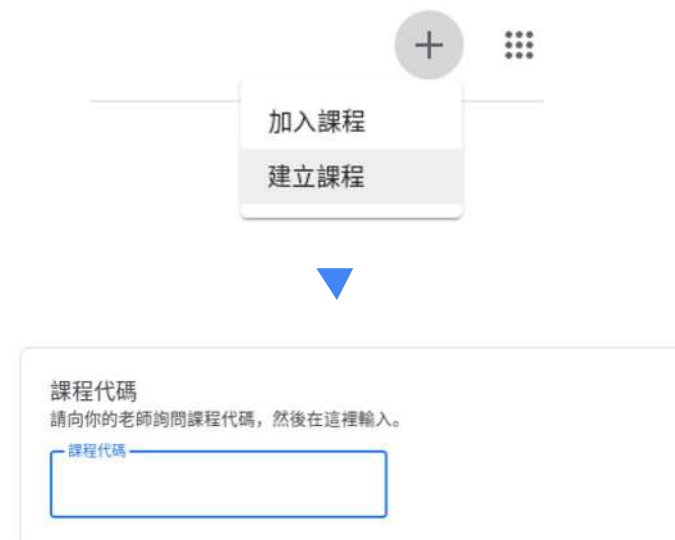 加入課程
建立課程
課程代碼
請向你的老師詢問課程代碼，然後在這裡輸入。
課程代碼